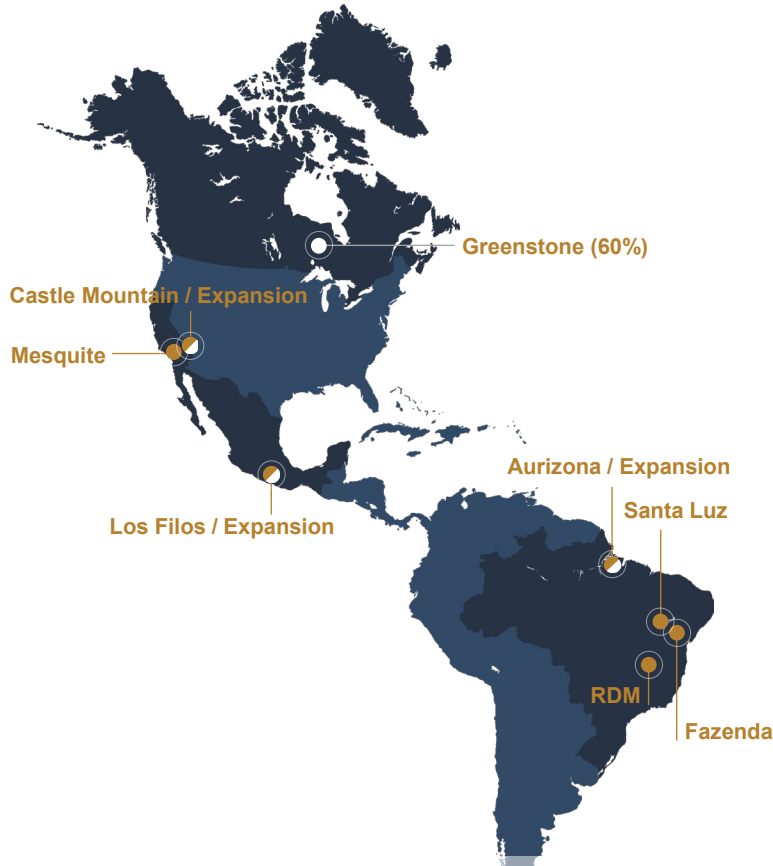 Greenstone (60%)
Castle Mountain / Expansion
Mesquite
Aurizona / Expansion
Santa Luz
Los Filos / Expansion
RDM
Fazenda